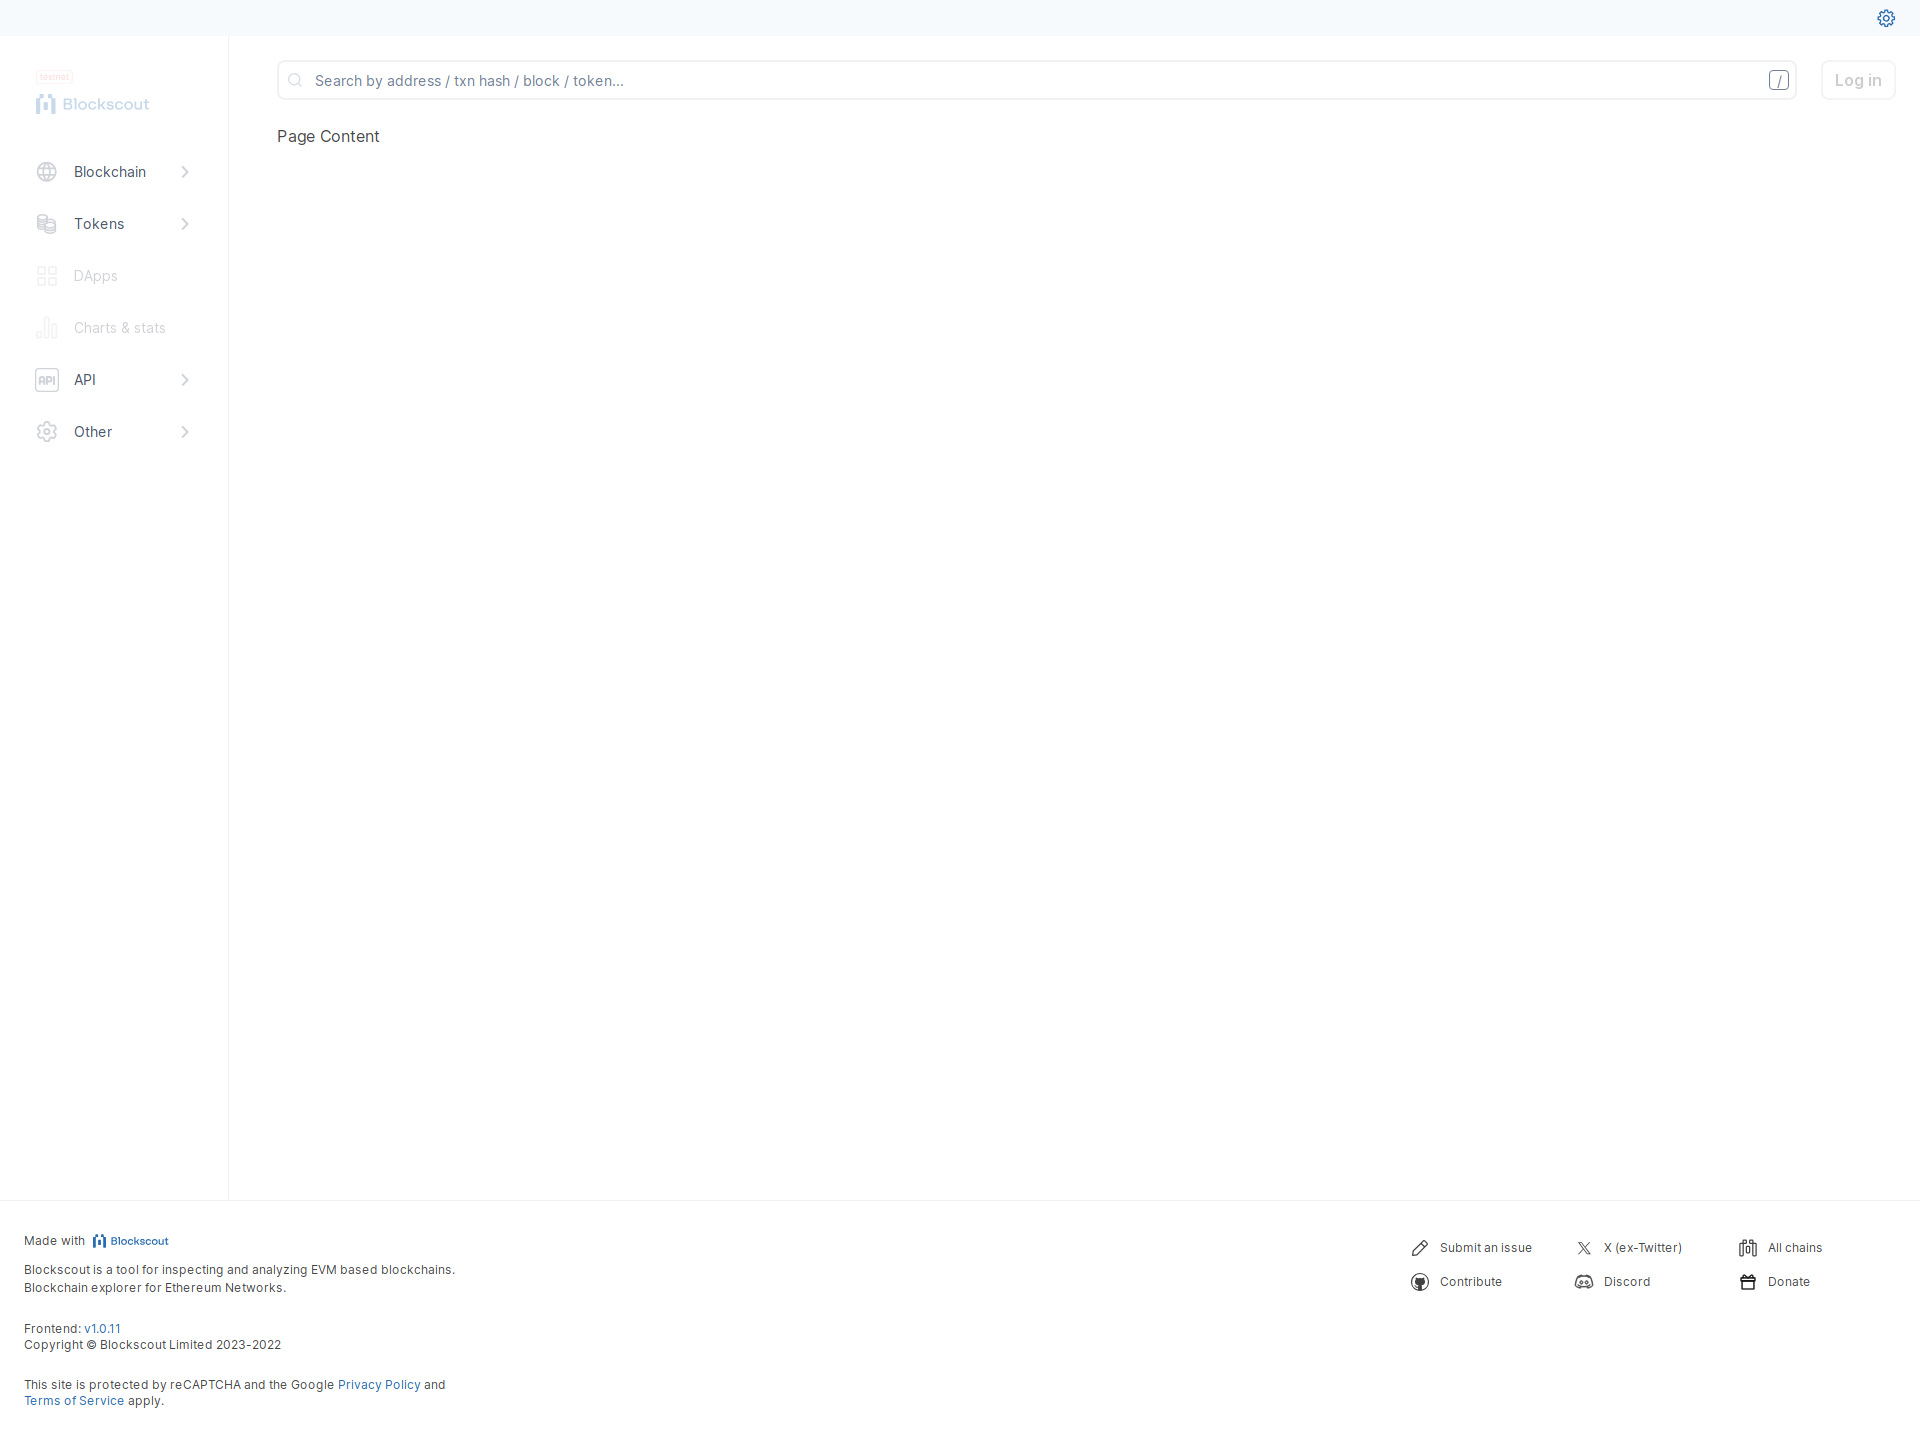 testnet
Blockscout
Search by address / txn hash / block / token...
/
Log in
Page Content
Blockchain
Tokens
DApps
Charts & stats
API
API
Other
Made with Blockscout
Blockscout is a tool for inspecting and analyzing EVM based blockchains.
Blockchain explorer for Ethereum Networks.
Frontend: v1.0.11
Copyright © Blockscout Limited 2023-2022
This site is protected by reCAPTCHA and the Google Privacy Policy and
Terms of Service apply.
Submit an issue
X (ex-Twitter)
All chains
Contribute
Discord
Donate